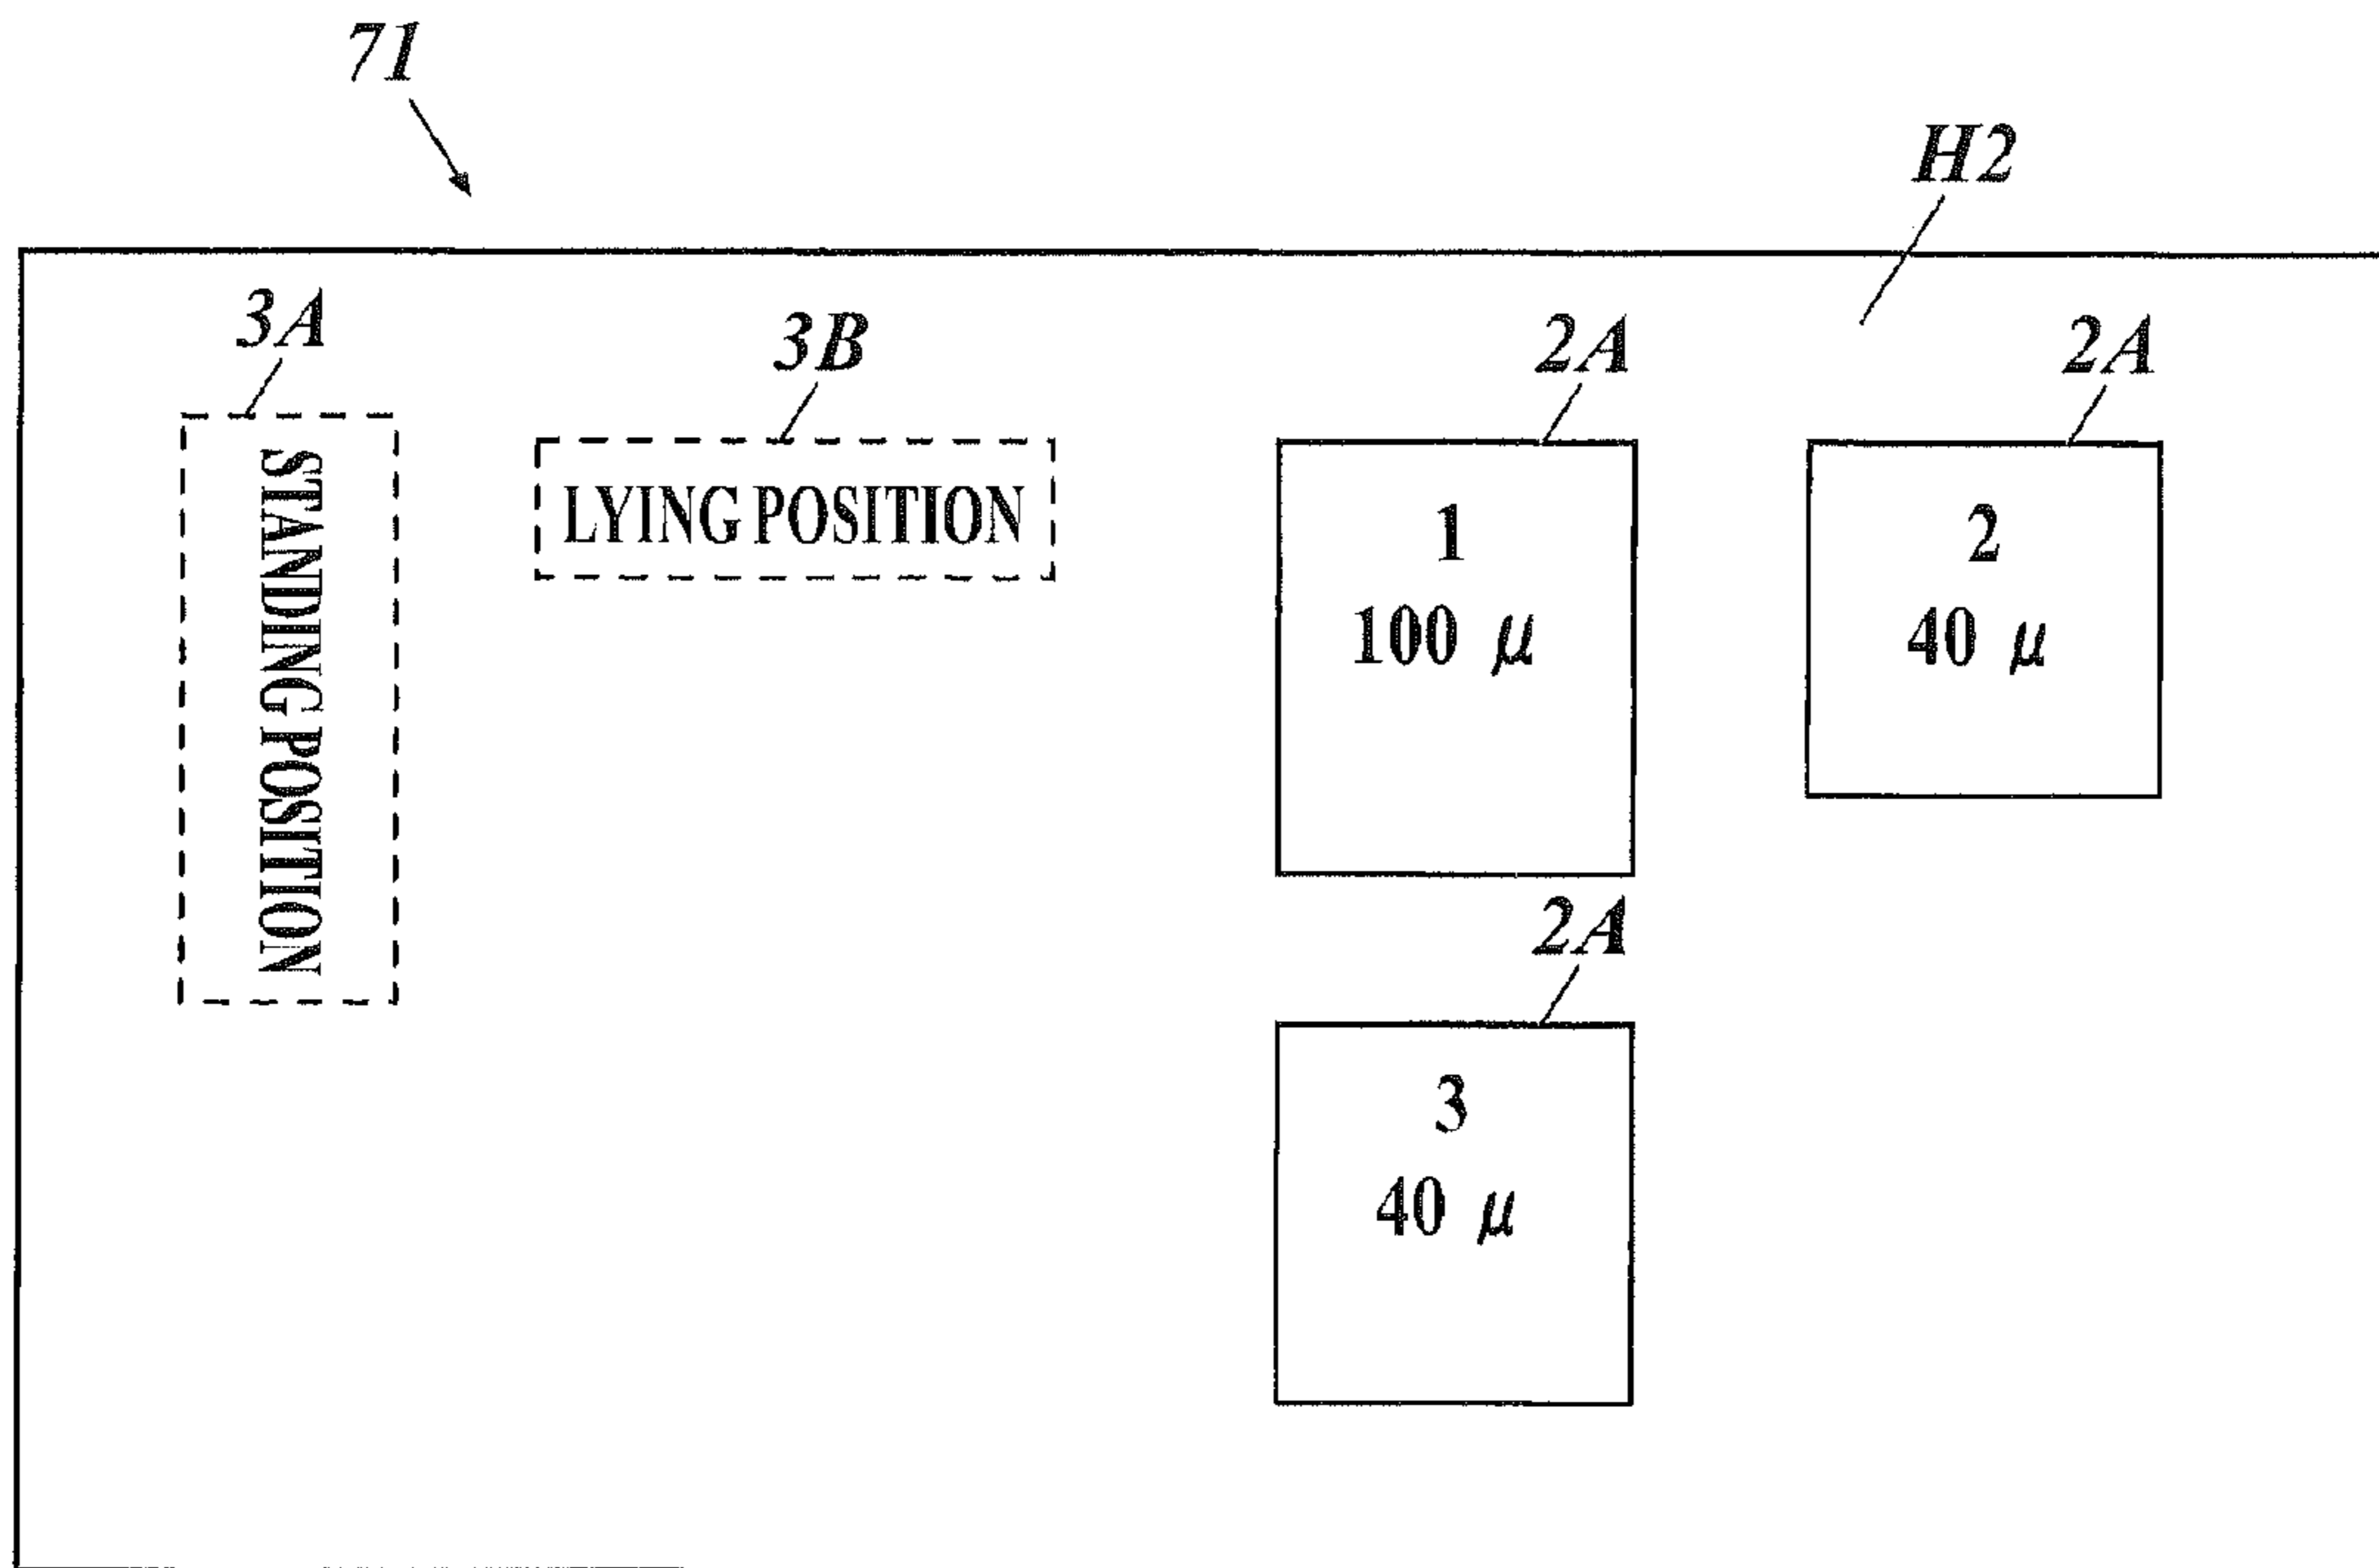 71
H2
3A
3B
2A
2A
STANDING POSITION
LYING POSITION
1
100 μ
2
40 μ
2A
3
40 μ